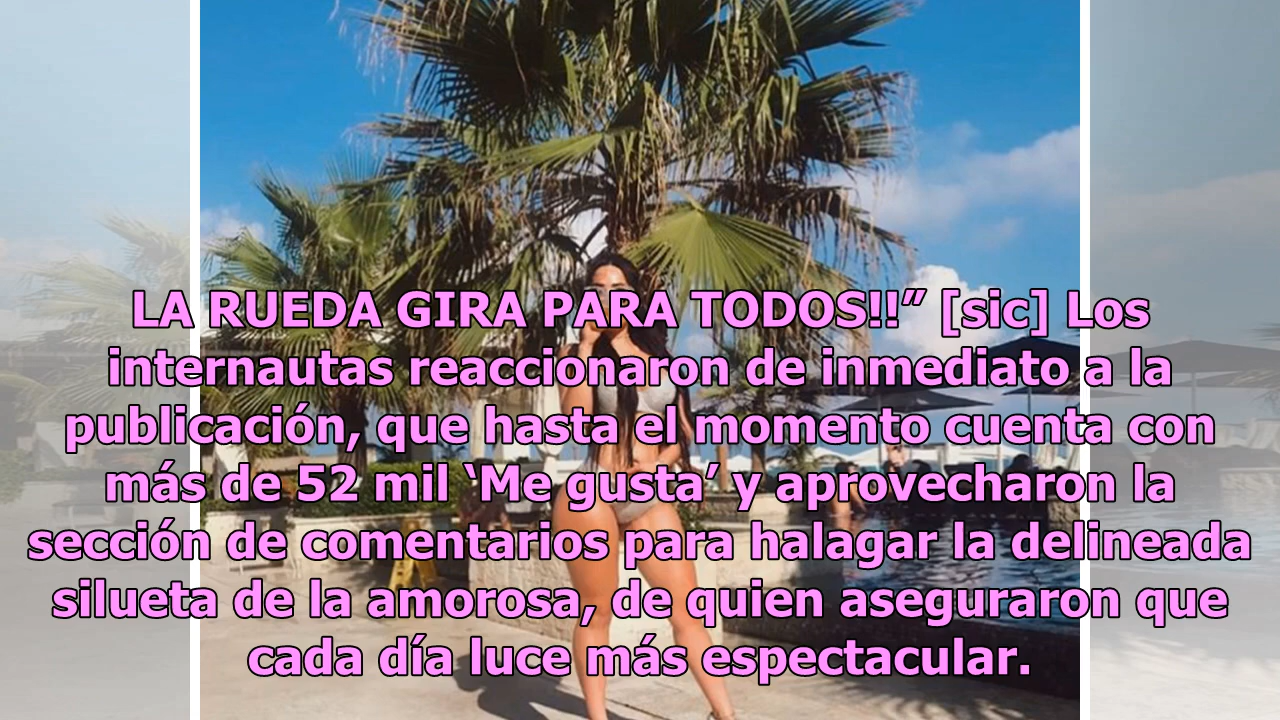 LA RUEDA GIRA PARA TODOS!!” [sic] Los
internautas reaccionaron de inmediato a la
publicación, que hasta el momento cuenta con
más de 52 mil ‘Me gusta’ y aprovecharon la
sección de comentarios para halagar la delineada
silueta de la amorosa, de quien aseguraron que
cada día luce más espectacular.